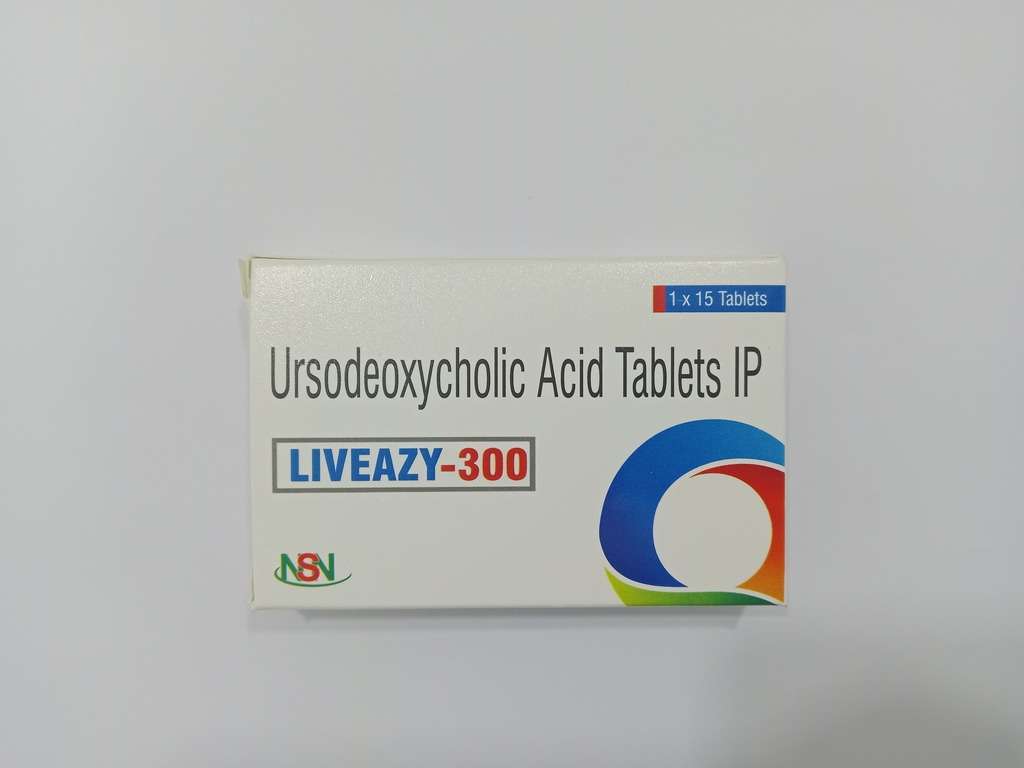 1 x 15 Tablets
Ursodeoxycholic Acid Tablets IP
LIVEAZY-300
NSN